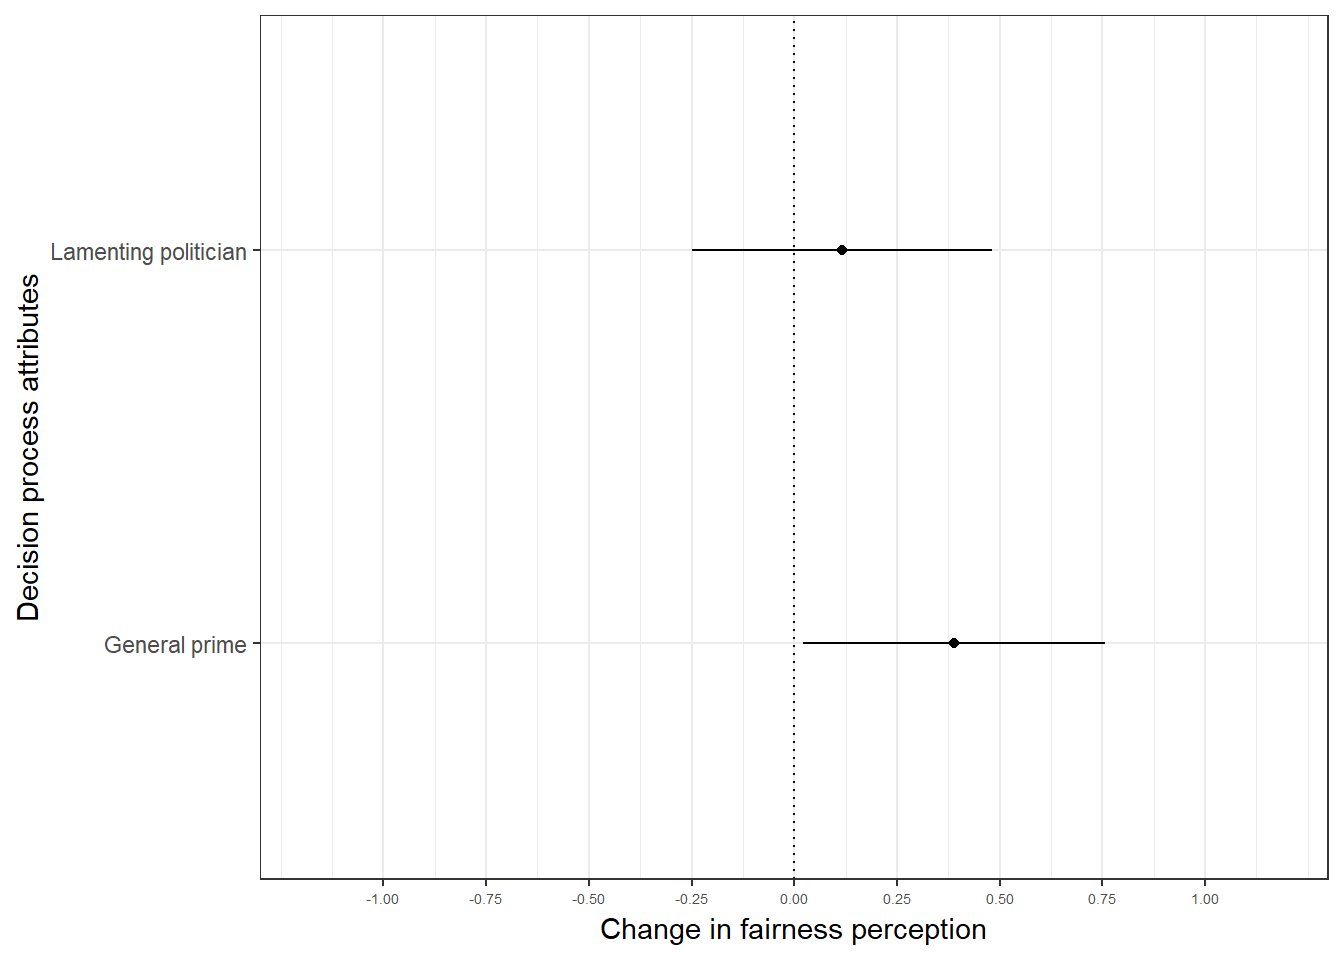 Decision process attributes
Lamenting politician
General prime
-1.00 -0.75 -0.50 -0.25 0.00 0.25 0.50 0.75 1.00
Change in fairness perception